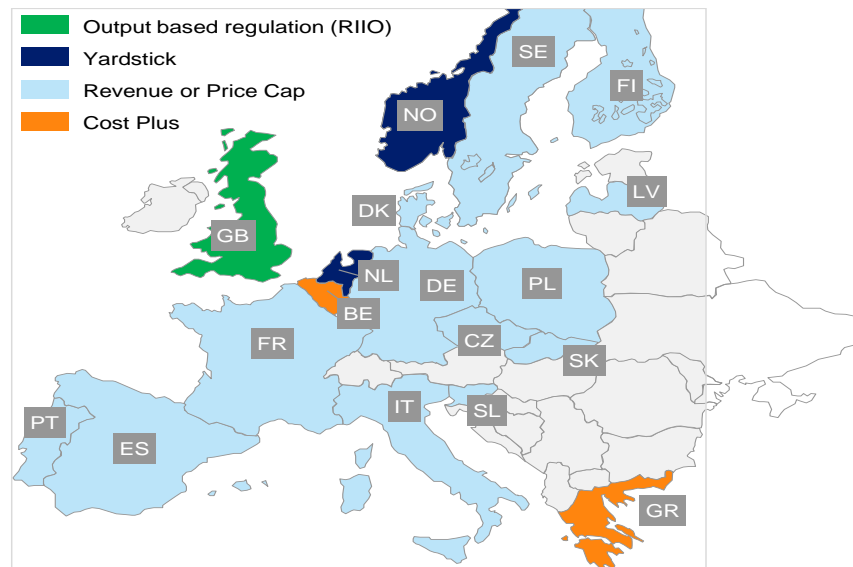 Output based regulation (RIIO)
Yardstick
Revenue or Price Cap
Cost Plus
SE
FI
NO
LV
DK
GB
NL
DE
PL
BE
FR
CZ
SK
IT
SL
PT
ES
GR